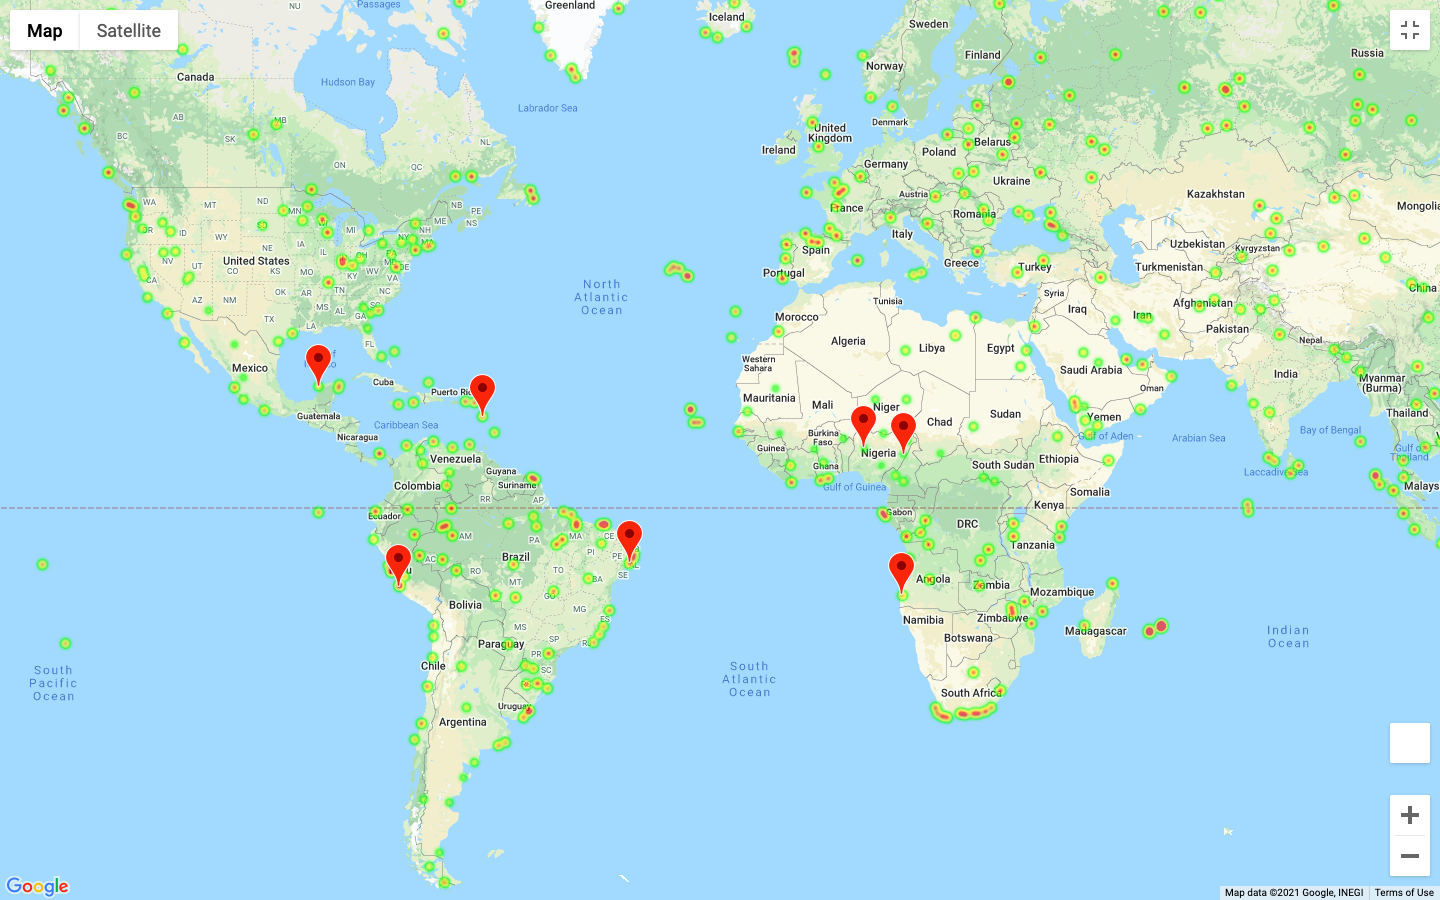 Map
Satellite
NU
Passages
Greenland
Iceland
Sweden
Finland
Norway
Russia
Canada
Hudson Bay
Labrador Sea
AB
BC
SK
MB
ON
QC
NL
NB
PE
NS
Denmark
United
Kingdom
Ireland
Belarus
Poland
Germany
Ukraine
Austria
France
Romania
Italy
Spain
Portugal
Greece
Turkey
Kazakhstan
Mongolia
Uzbekistan
Kyrgyzstan
Turkmenistan
Afghanistan
China
WA
MT
ND
MN
OR
ID
WY
SD
WI
MI
NH
ME
NY
MA
PA
NV
UT
NE
IA
IL
IN
OH
MD
DE
United States
CO
KS
MO
KY
WV
VA
AZ
NM
OK
AR
TN
NC
TX
MS
AL
SC
LA
GA
FL
North
Atlantic
Ocean
Tunisia
Morocco
Syria
Iraq
Iran
Pakistan
Nepal
Algeria
Libya
Egypt
Western
Sahara
Saudi Arabia
India
Myanmar
(Burma)
Oman
Mexico
Cuba
Puerto Ri
Guatemala
Caribbean Sea
Nicaragua
Mauritania
Mali
Niger
Chad
Sudan
Yemen
Gulf of Aden
Arabian Sea
Bay of Bengal
Thailand
Gulf of
Thailand
Burkina
Faso
Guinea
Ghana
Nigeria
Gulf of Guinea
South Sudan
Ethiopia
Somalia
Laccadive Sea
Malays
Venezuela
Guyana
Suriname
Colombia
RR
AP
Ecuador
Gabon
DRC
Kenya
Tanzania
AM
PA
MA
CE
PI
PE
AL
SE
AC
RO
TO
BA
Brazil
MT
GO
MG
ES
MS
SP
RJ
PR
SC
Bolivia
Paraguay
Chile
Uruguay
Argentina
Angola
Zambia
Mozambique
Namibia
Zimbabwe
Botswana
Madagascar
South Africa
South
Pacific
Ocean
South
Atlantic
Ocean
Indian
Ocean
Google
Map data ©2021 Google, INEGI
Terms of Use